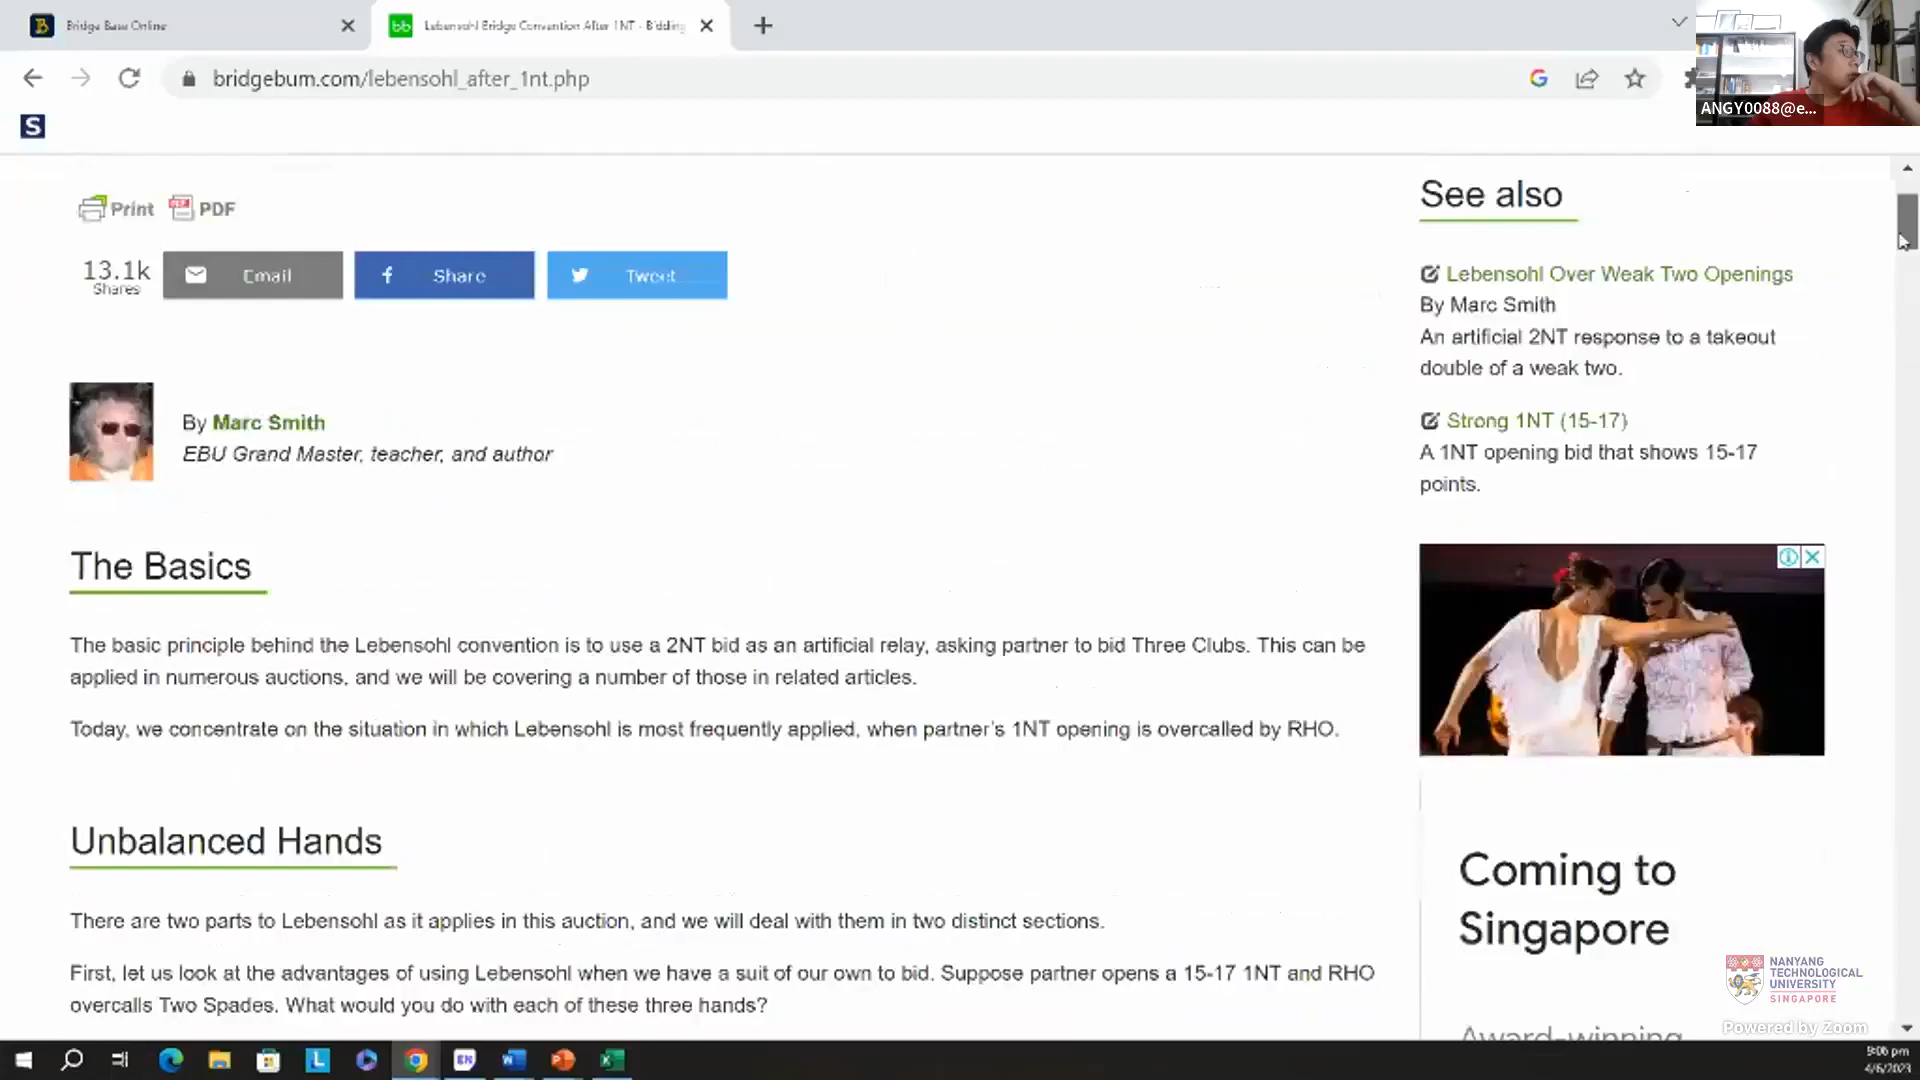 Bridge Base Online
Lebensohl Bridge Convention After 1NT - Bidding
bridgebum.com/lebensohl_after_1nt.php
ANGY0088@e...
S
Print PDF
13.1k
Shares
Email
Share
Tweet
By Marc Smith
EBU Grand Master, teacher, and author
The Basics
The basic principle behind the Lebensohl convention is to use a 2NT bid as an artificial relay, asking partner to bid Three Clubs. This can be
applied in numerous auctions, and we will be covering a number of those in related articles.
Today, we concentrate on the situation in which Lebensohl is most frequently applied, when partner's 1NT opening is overcalled by RHO.
Unbalanced Hands
There are two parts to Lebensohl as it applies in this auction, and we will deal with them in two distinct sections.
First, let us look at the advantages of using Lebensohl when we have a suit of our own to bid. Suppose partner opens a 15-17 1NT and RHO
overcalls Two Spades. What would you do with each of these three hands?
See also
Lebensohl Over Weak Two Openings
By Marc Smith
An artificial 2NT response to a takeout
double of a weak two.
Strong 1NT (15-17)
A 1NT opening bid that shows 15-17
points.
Coming to
Singapore
Award-winning
NANYANG
TECHNOLOGICAL
UNIVERSITY
SINGAPORE
Powered by Zoom
9:06 pm
4/6/2023